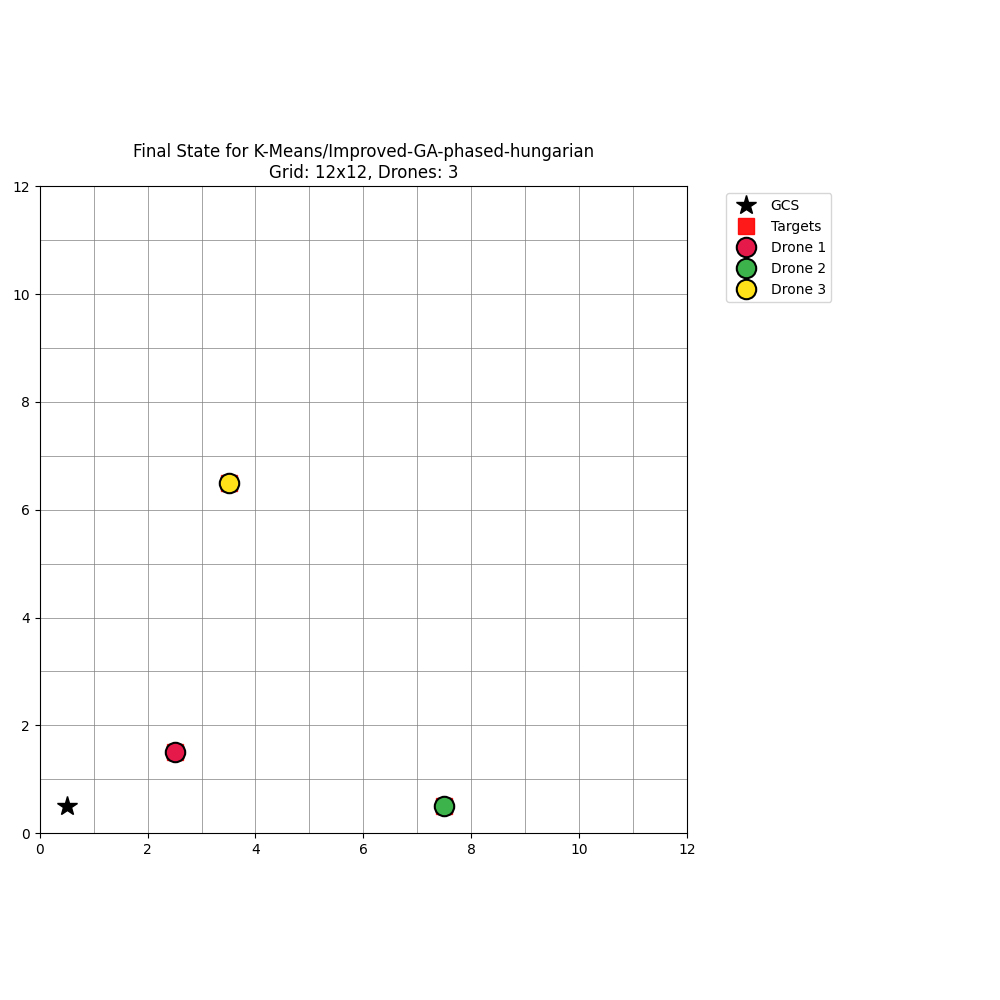 Final State for K-Means/Improved-GA-phased-hungarian
Grid: 12x12, Drones: 3
GCS
Targets
Drone 1
Drone 2
Drone 3
12
10
8
6
4
2
0
0 2 4 6 8 10 12